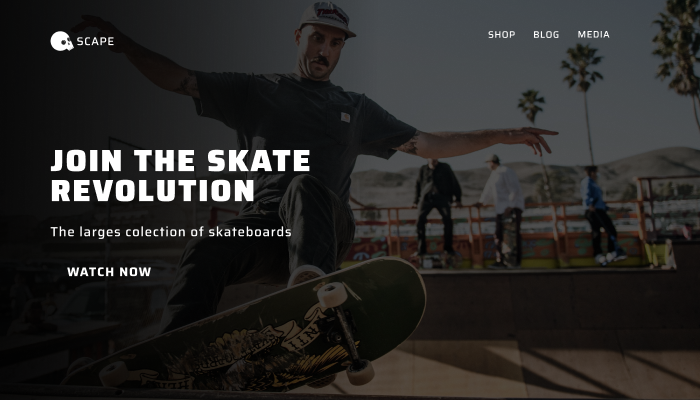 SCAPE
SHOP BLOG MEDIA
JOIN THE SKATE
REVOLUTION
The larges colection of skateboards
WATCH NOW